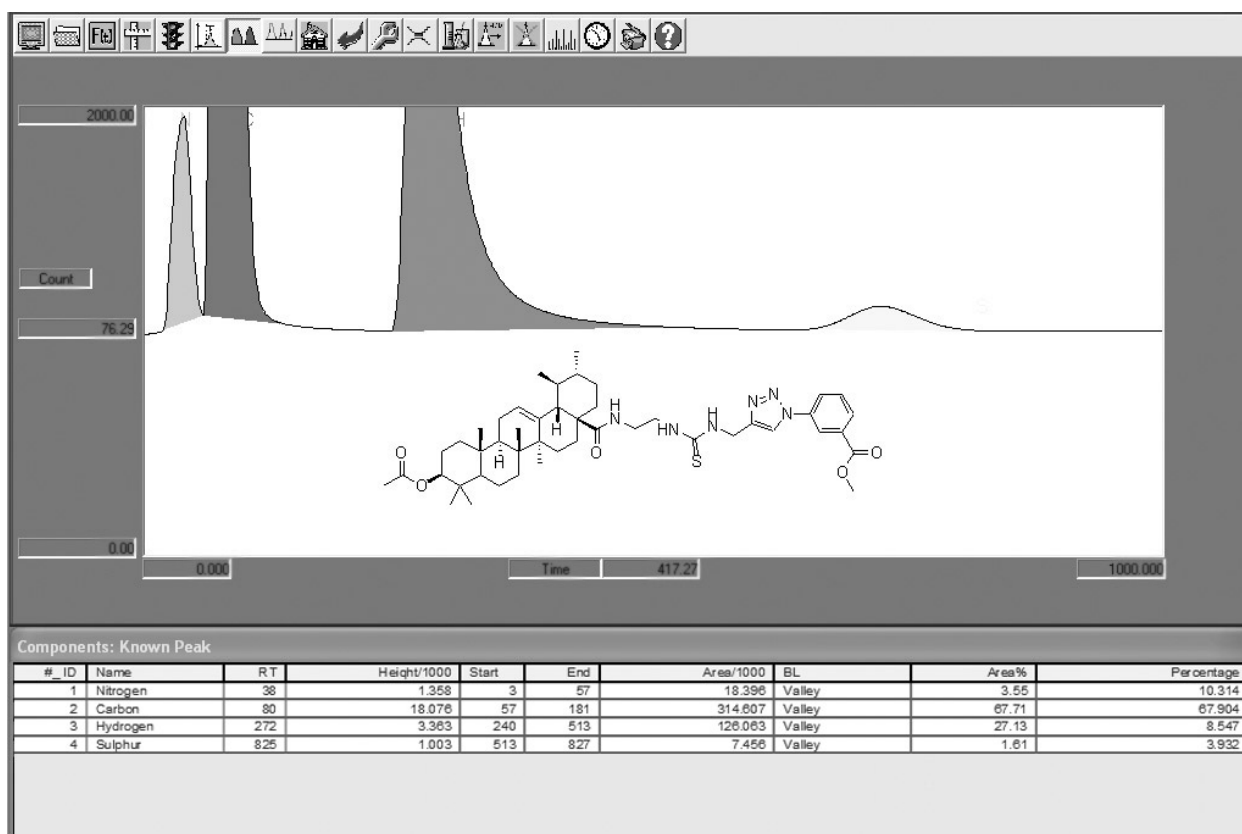 F(t)
2000.00
N C H
Count
76.29
S
H
N
O
N N
N
N
H
HN
N
H
S
O
O
O
O
H
H
0.00
0.000 Time 417.27 1000.000
Components: Known Peak
#_ID Name RT Height/1000 Start End Area/1000 BL Area% Percentage
1 Nitrogen 38 1.358 3 57 18.396 Valley 3.55 10.314
2 Carbon 80 18.076 57 181 314.607 Valley 67.71 67.904
3 Hydrogen 272 3.363 240 513 126.063 Valley 27.13 8.547
4 Sulphur 825 1.003 513 827 7.456 Valley 1.61 3.932